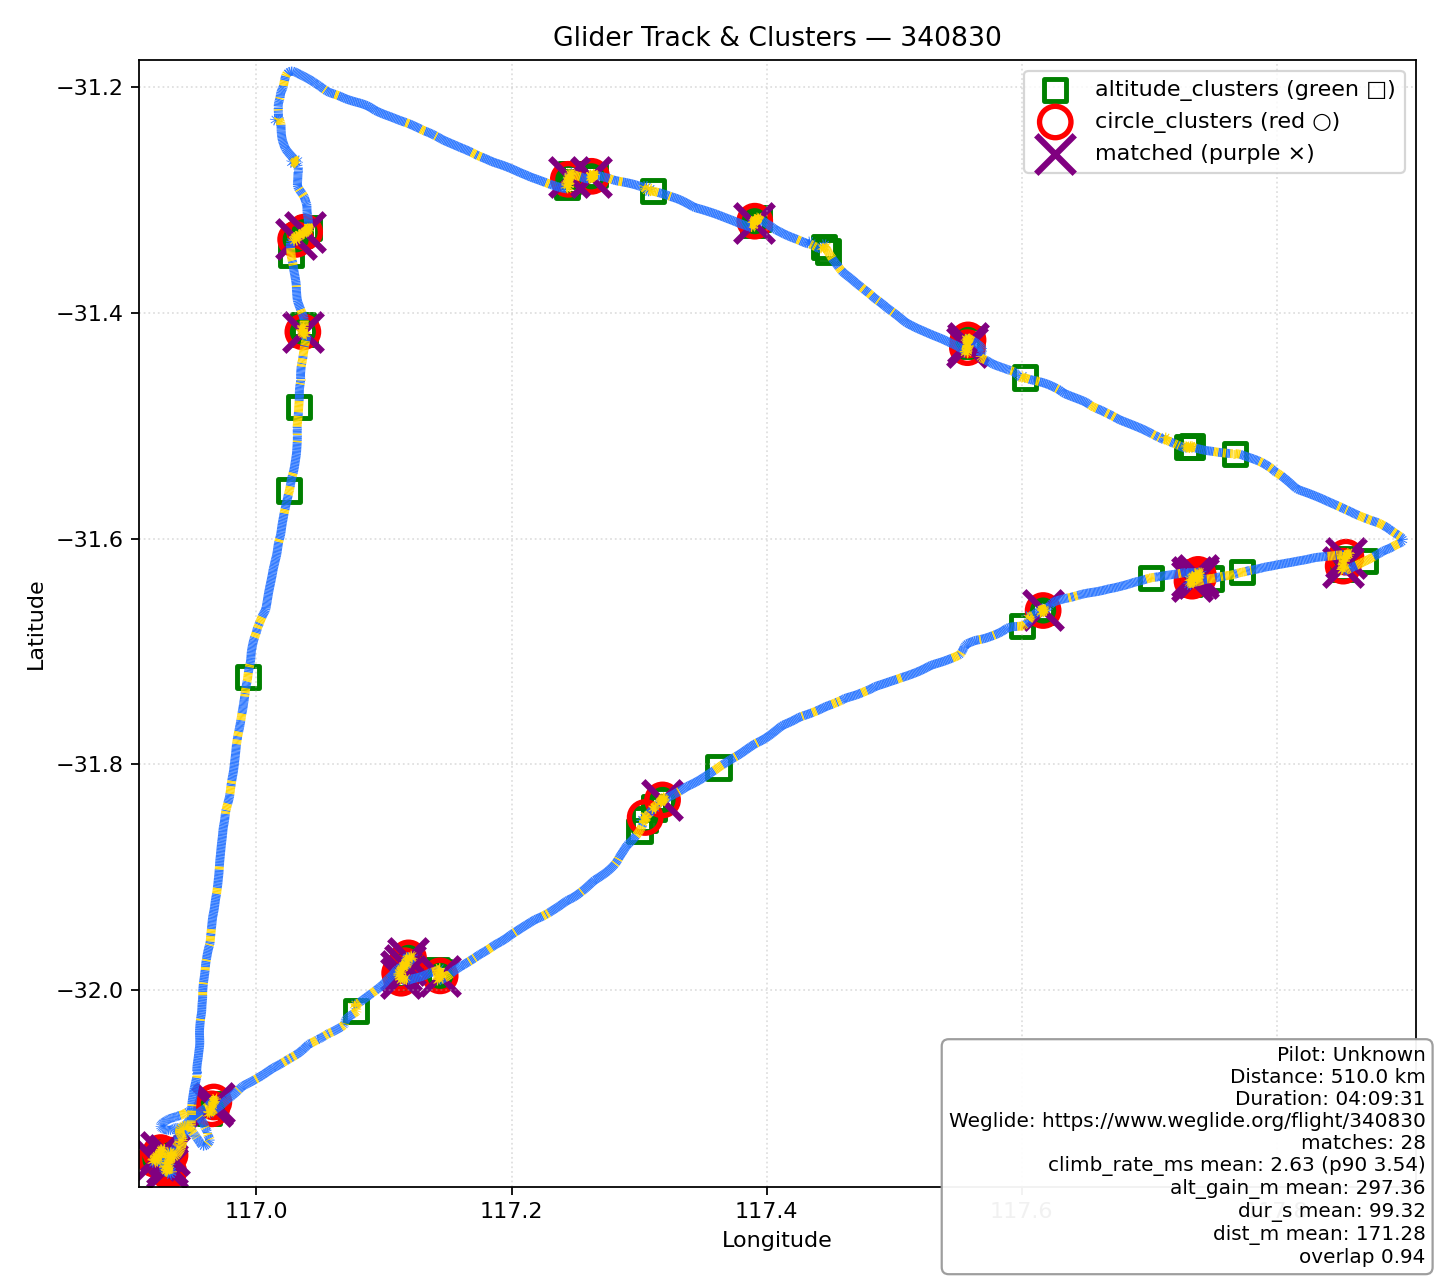 Glider Track & Clusters — 340830
altitude_clusters (green □)
circle_clusters (red ○)
matched (purple ×)
Latitude
−31.2
−31.4
−31.6
−31.8
−32.0
117.0
117.2
117.4
117.6
Longitude
Pilot: Unknown
Distance: 510.0 km
Duration: 04:09:31
Weglide: https://www.weglide.org/flight/340830
matches: 28
climb_rate_ms mean: 2.63 (p90 3.54)
alt_gain_m mean: 297.36
dur_s mean: 99.32
dist_m mean: 171.28
overlap 0.94